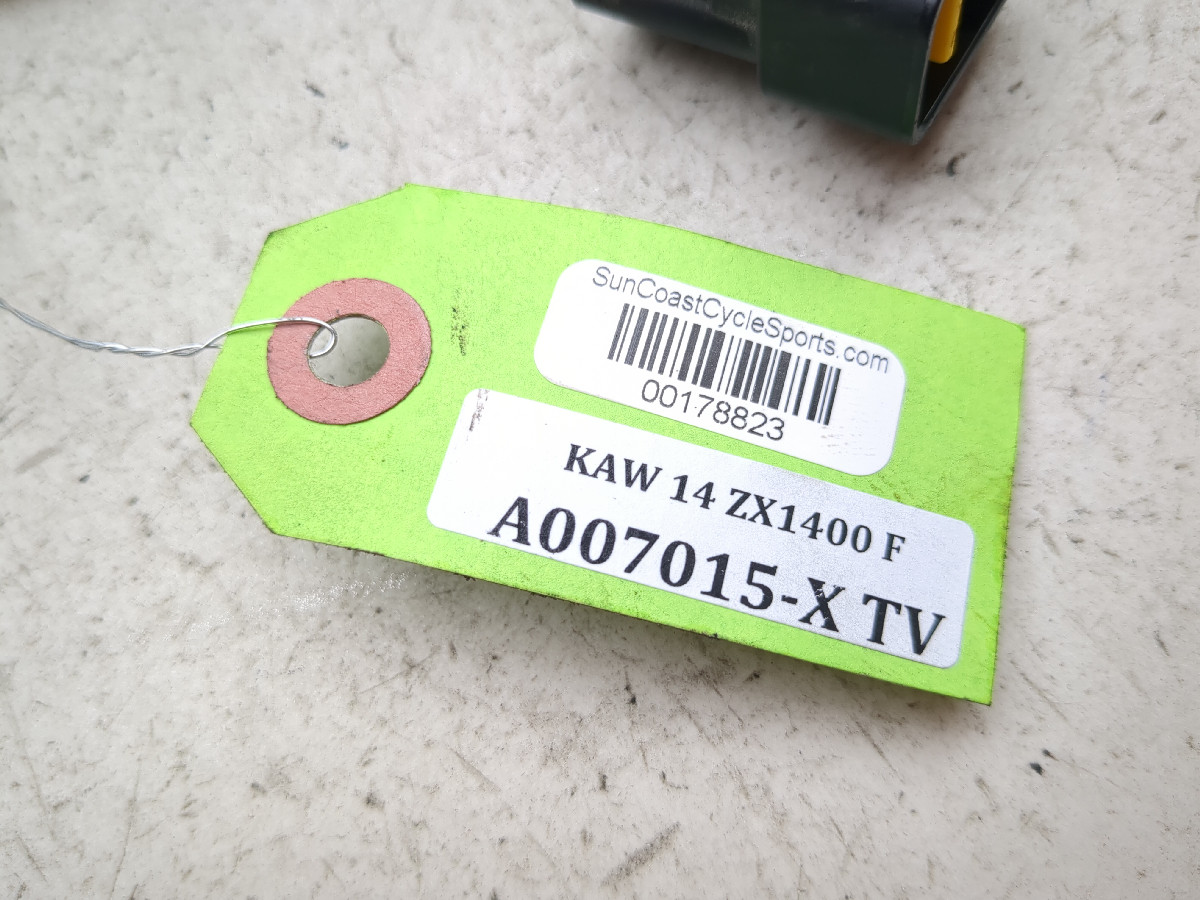 SunCoastCycleSports.com
00178823
KAW 14 ZX1400 F
A007015-X TV